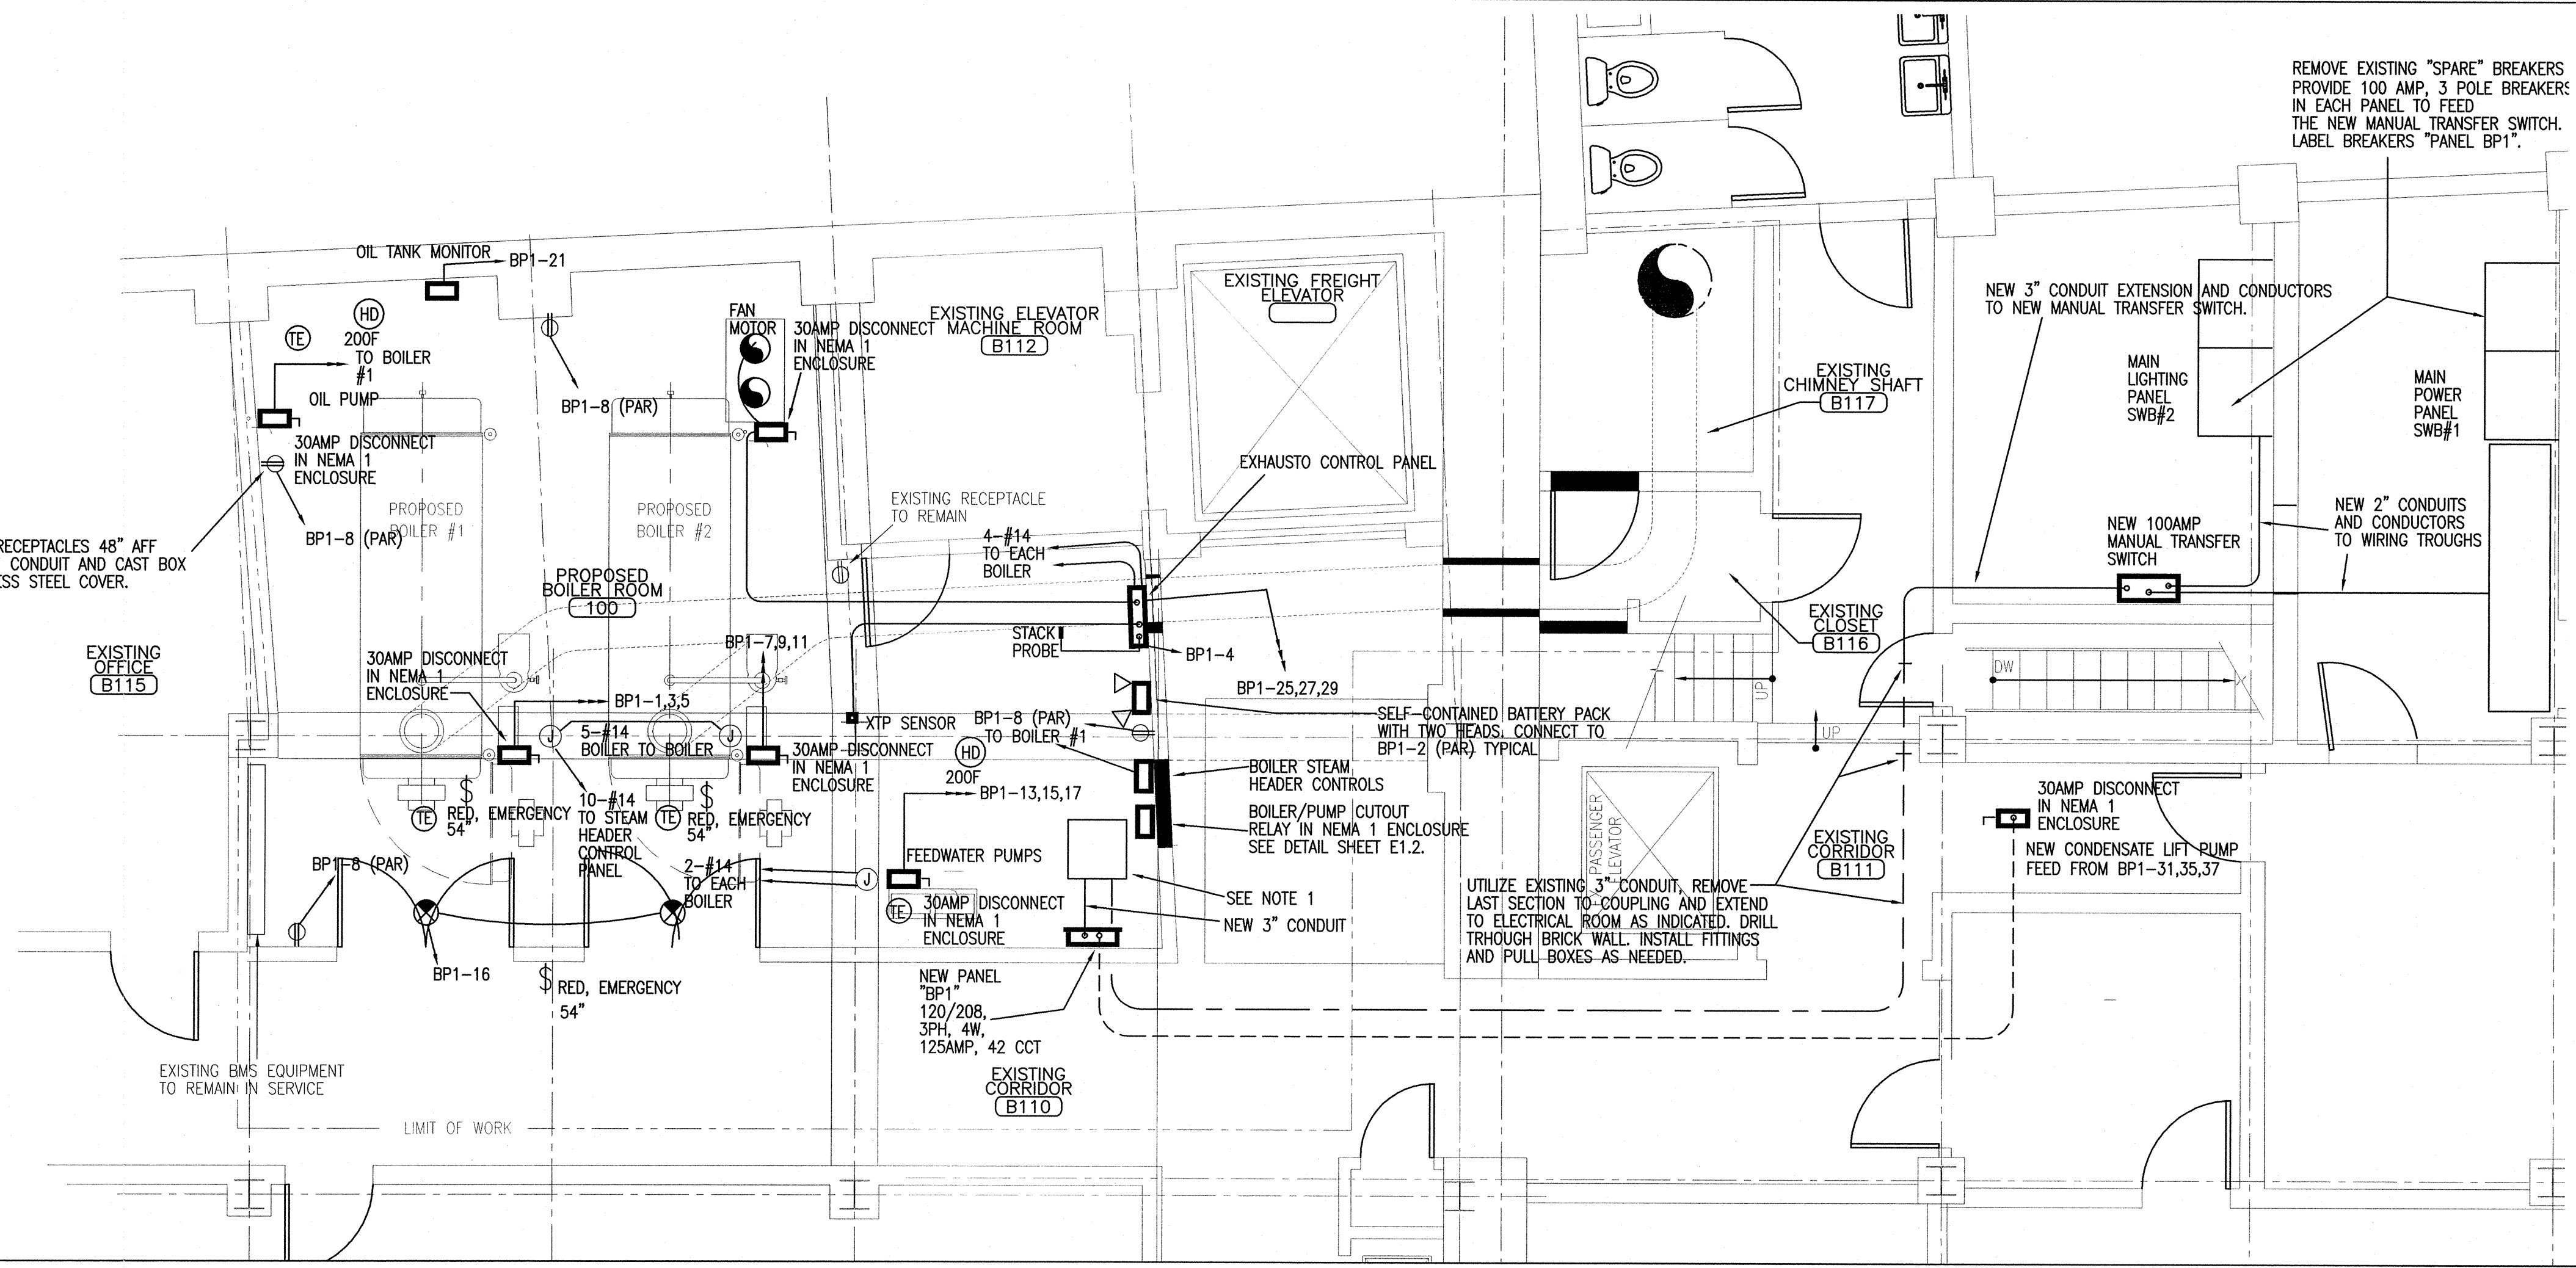 REMOVE EXISTING "SPARE" BREAKERS
PROVIDE 100 AMP, 3 POLE BREAKERS
IN EACH PANEL TO FEED
THE NEW MANUAL TRANSFER SWITCH.
LABEL BREAKERS "PANEL BP1".
OIL TANK MONITOR
BP1-21
HD
200F
TE
TO BOILER
#1
OIL PUMP
30AMP DISCONNECT
IN NEMA 1
ENCLOSURE
BP1-8 (PAR)
RECEPTACLES 48" AFF
CONDUIT AND CAST BOX
ESS STEEL COVER.
PROPOSED
BOILER #1
BP1-8 (PAR)
FAN
MOTOR
30AMP DISCONNECT
IN NEMA 1
ENCLOSURE
PROPOSED
BOILER #2
EXISTING ELEVATOR
MACHINE ROOM
B112
EXISTING FREIGHT
ELEVATOR
EXISTING
CHIMNEY SHAFT
B117
NEW 3" CONDUIT EXTENSION AND CONDUCTORS
TO NEW MANUAL TRANSFER SWITCH.
MAIN
LIGHTING
PANEL
SWB#2
MAIN
POWER
PANEL
SWB#1
EXHAUSTO CONTROL PANEL
EXISTING RECEPTACLE
TO REMAIN
4-#14
TO EACH
BOILER
NEW 100AMP
MANUAL TRANSFER
SWITCH
NEW 2" CONDUITS
AND CONDUCTORS
TO WIRING TROUGHS
PROPOSED
BOILER ROOM
100
STACK
PROBE
BP1-4
BP1-25,27,29
EXISTING
CLOSET
B116
EXISTING
OFFICE
B115
30AMP DISCONNECT
IN NEMA 1
ENCLOSURE
BP1-7,9,11
BP1-1,3,5
J
5-#14
BOILER TO BOILER
J
XTP SENSOR
BP1-8 (PAR)
TO BOILER #1
SELF-CONTAINED BATTERY PACK
WITH TWO HEADS. CONNECT TO
BP1-2 (PAR) TYPICAL
UP
UP
DW
30AMP DISCONNECT
IN NEMA 1
ENCLOSURE
HD
200F
BP1-13,15,17
BOILER STEAM
HEADER CONTROLS
BOILER/PUMP CUTOUT
RELAY IN NEMA 1 ENCLOSURE
SEE DETAIL SHEET E1.2.
TE
RED, EMERGENCY
54"
10-#14
TO STEAM
HEADER
CONTROL
PANEL
TE
RED, EMERGENCY
54"
BP1-8 (PAR)
2-#14
TO EACH
BOILER
J
FEEDWATER PUMPS
TE
30AMP DISCONNECT
IN NEMA 1
ENCLOSURE
SEE NOTE 1
NEW 3" CONDUIT
EX. PASSENGER
ELEVATOR
UTILIZE EXISTING 3" CONDUIT, REMOVE
LAST SECTION TO COUPLING AND EXTEND
TO ELECTRICAL ROOM AS INDICATED. DRILL
TRHOUGH BRICK WALL. INSTALL FITTINGS
AND PULL BOXES AS NEEDED.
EXISTING
CORRIDOR
B111
30AMP DISCONNECT
IN NEMA 1
ENCLOSURE
NEW CONDENSATE LIFT PUMP
FEED FROM BP1-31,35,37
BP1-16
RED, EMERGENCY
54"
NEW PANEL
"BP1"
120/208,
3PH, 4W,
125AMP, 42 CCT
EXISTING BMS EQUIPMENT
TO REMAIN IN SERVICE
EXISTING
CORRIDOR
B110
LIMIT OF WORK